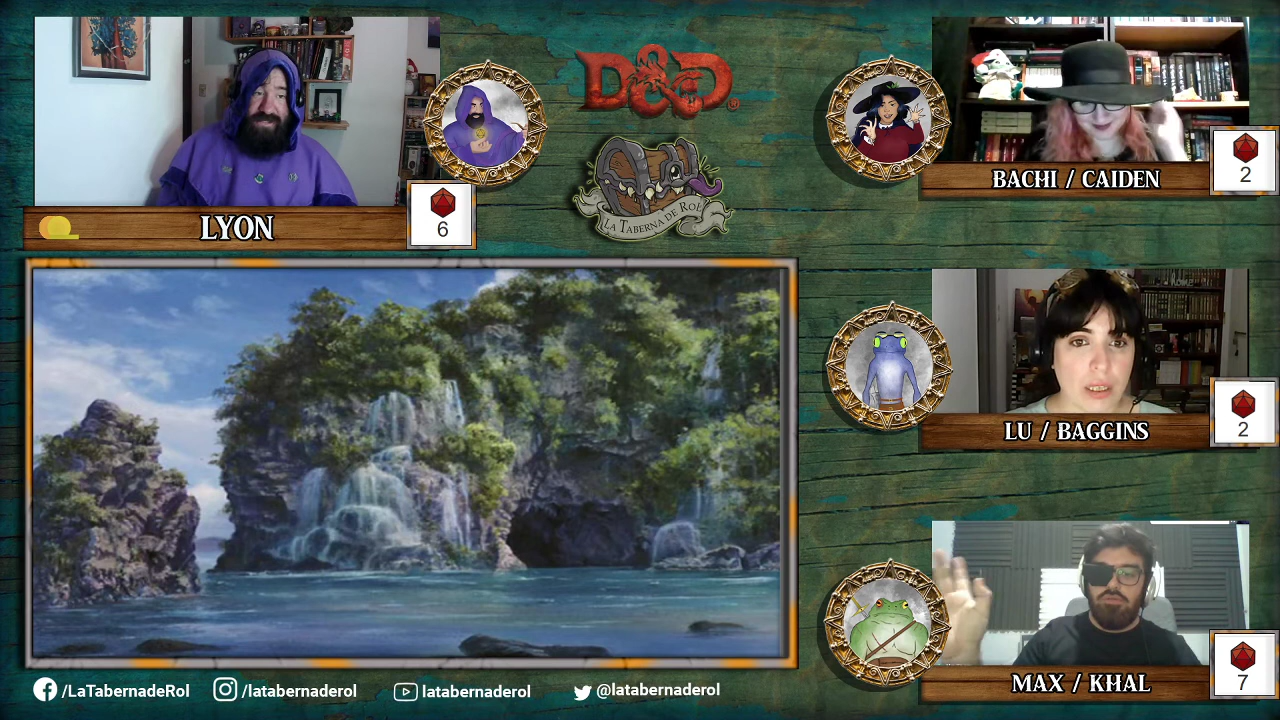 D&D®
LA TABERNA DE ROL
LYON
6
BACHI / CAIDEN
2
LU / BAGGINS
2
MAX / KHAL
7
/LaTabernadeRol
/latabernaderol
latabernaderol
@latabernaderol